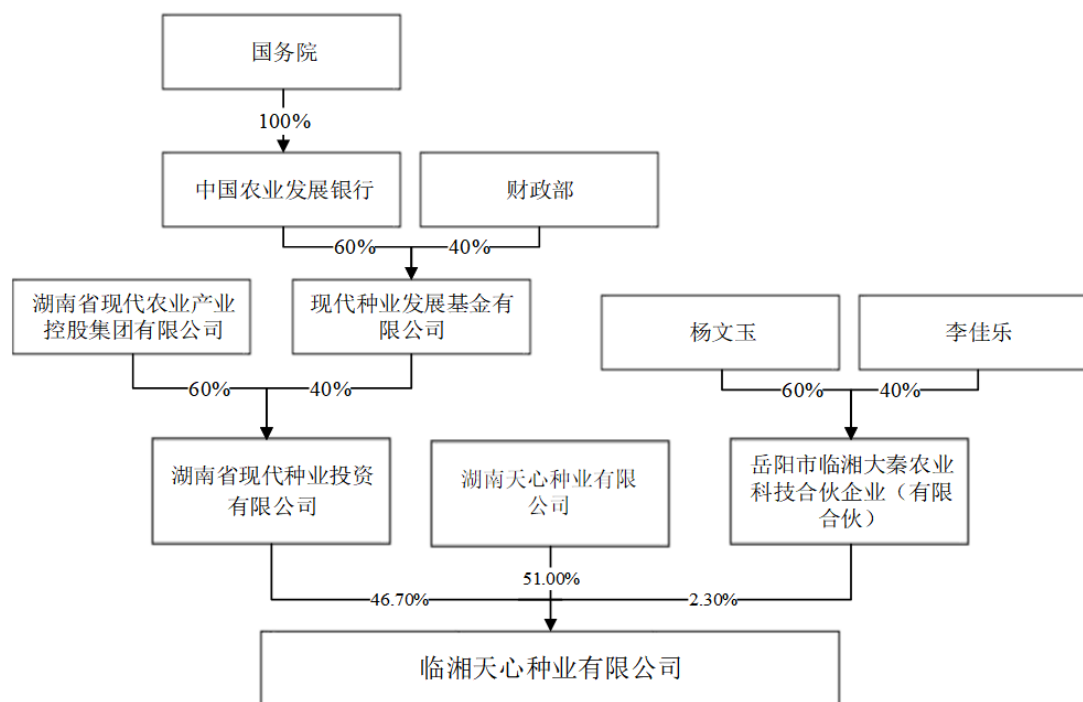 国务院
100%
中国农业发展银行
财政部
60%
40%
湖南省现代农业产业
控股集团有限公司
现代种业发展基金有
限公司
杨文玉
李佳乐
60%
40%
60%
40%
湖南省现代种业投资
有限公司
湖南天心种业有限
公司
岳阳市临湘大秦农业
科技合伙企业（有限
合伙）
51.00%
46.70%
2.30%
临湘天心种业有限公司